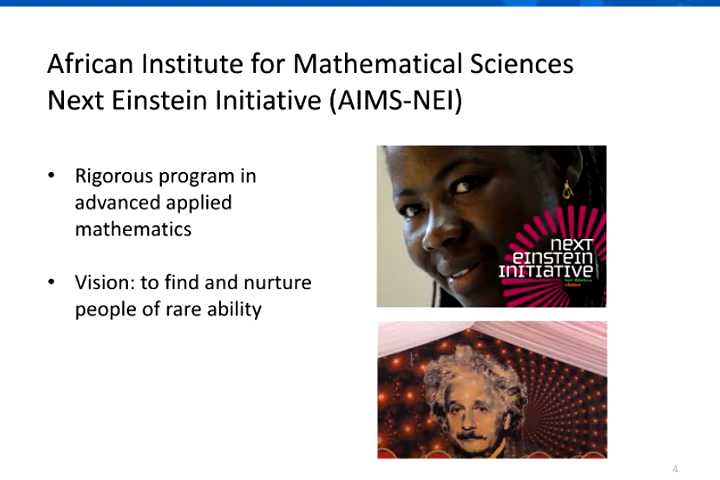 African Institute for Mathematical Sciences
Next Einstein Initiative (AIMS-NEI)
• Rigorous program in
advanced applied
mathematics
• Vision: to find and nurture
people of rare ability
next
einstein
initiative
4